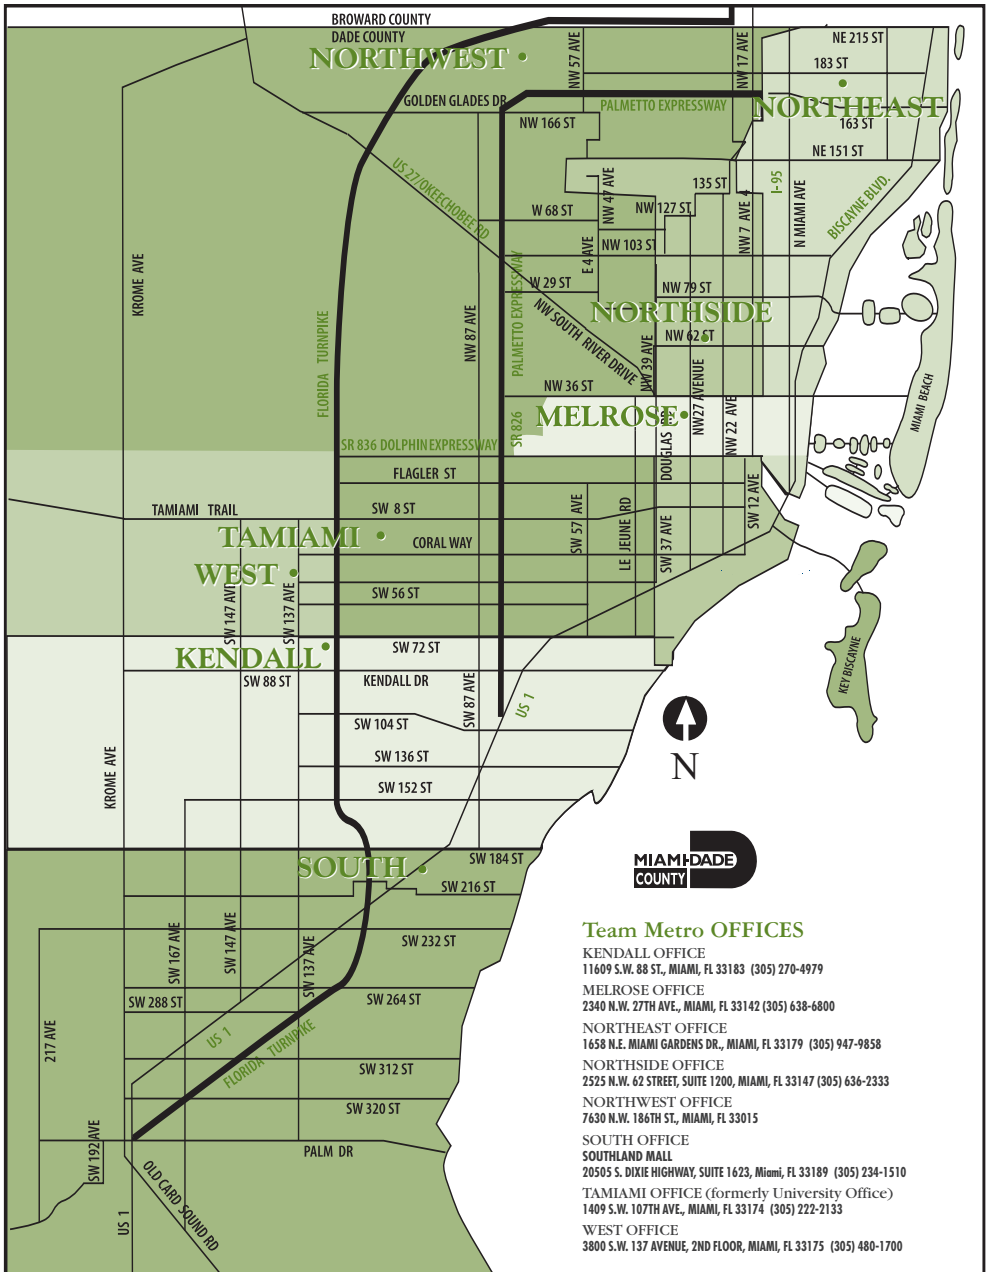 BROWARD COUNTY
DADE COUNTY
NORTHWEST
NW 57 AVE
NW 17 AVE
NE 215 ST
183 ST
GOLDEN GLADES DR
PALMETTO EXPRESSWAY
NORTHEAST
NW 166 ST
163 ST
NE 151 ST
US 27/OKEECHOBEE RD
NW 47 AVE
135 ST
I-95
N MIAMI AVE
BISCAYNE BLVD.
W 68 ST
NW 127 ST
NW 7 AVE
E 4 AVE
NW 103 ST
KROME AVE
FLORIDA TURNPIKE
NW 87 AVE
PALMETTO EXPRESSWAY
W 29 ST
NW 79 ST
NORTHSIDE
NW SOUTH RIVER DRIVE
NW 62 ST
NW 39 AVE
NW27 AVENUE
NW 36 ST
MIAMI BEACH
MELROSE
SR 826
DOUGLAS RD
NW 22 AVE
SR 836 DOLPHIN EXPRESSWAY
FLAGLER ST
TAMIAMI TRAIL
SW 8 ST
SW 57 AVE
LE JEUNE RD
SW 37 AVE
SW 12 AVE
TAMIAMI
CORAL WAY
WEST
SW 147 AVE
SW 137 AVE
SW 56 ST
KENDALL
SW 72 ST
KEY BISCAYNE
SW 88 ST
KENDALL DR
SW 87 AVE
US 1
SW 104 ST
N
KROME AVE
SW 136 ST
SW 152 ST
MIAMI-DADE
COUNTY
SOUTH
SW 184 ST
SW 216 ST
SW 167 AVE
SW 147 AVE
SW 137 AVE
SW 232 ST
SW 288 ST
SW 264 ST
217 AVE
US 1
FLORIDA TURNPIKE
SW 312 ST
SW 320 ST
SW 192 AVE
PALM DR
OLD CARD SOUND RD
US 1
Team Metro OFFICES
KENDALL OFFICE
11609 S.W. 88 ST., MIAMI, FL 33183 (305) 270-4979
MELROSE OFFICE
2340 N.W. 27TH AVE., MIAMI, FL 33142 (305) 638-6800
NORTHEAST OFFICE
1658 N.E. MIAMI GARDENS DR., MIAMI, FL 33179 (305) 947-9858
NORTHSIDE OFFICE
2525 N.W. 62 STREET, SUITE 1200, MIAMI, FL 33147 (305) 636-2333
NORTHWEST OFFICE
7630 N.W. 186TH ST., MIAMI, FL 33015
SOUTH OFFICE
SOUTHLAND MALL
20505 S. DIXIE HIGHWAY, SUITE 1623, Miami, FL 33189 (305) 234-1510
TAMIAMI OFFICE (formerly University Office)
1409 S.W. 107TH AVE., MIAMI, FL 33174 (305) 222-2133
WEST OFFICE
3800 S.W. 137 AVENUE, 2ND FLOOR, MIAMI, FL 33175 (305) 480-1700